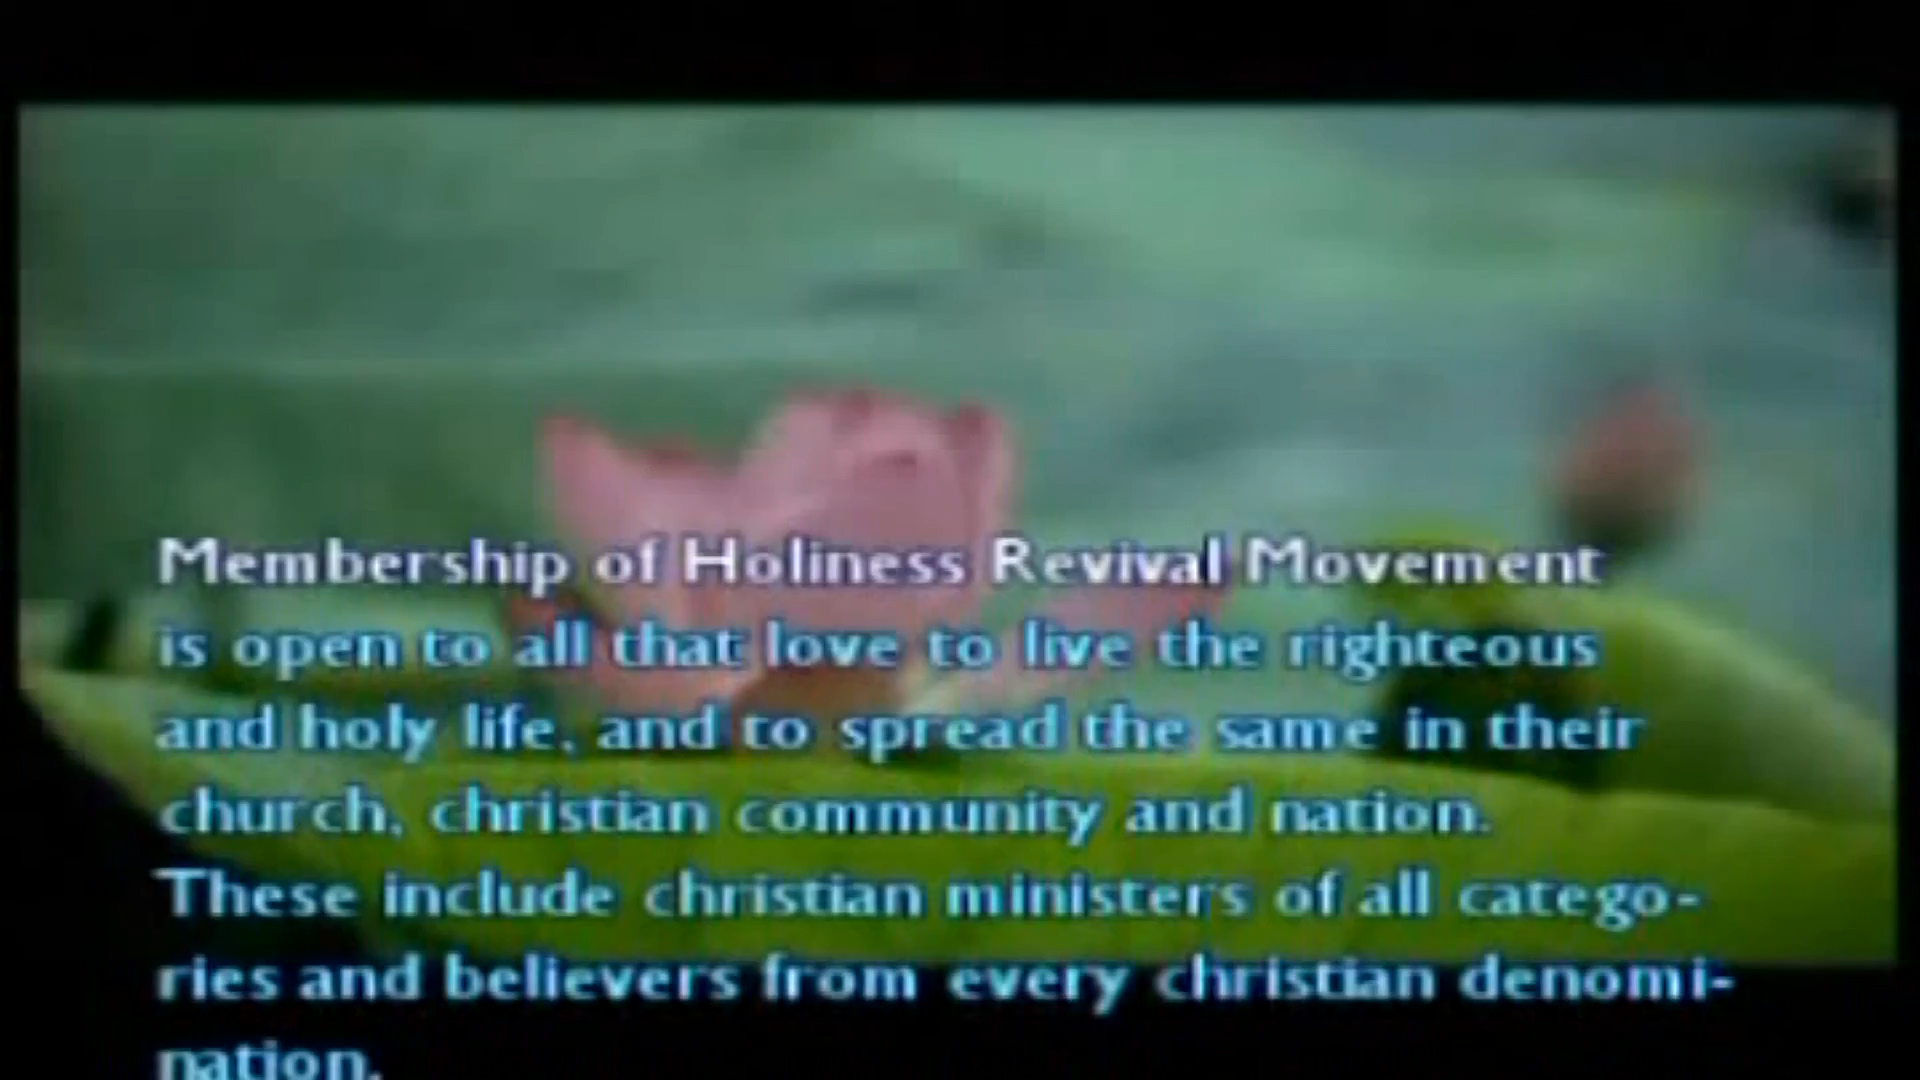 Membership of Holiness Revival Movement
is open to all that love to live the righteous
and holy life, and to spread the same in their
church, christian community and nation.
These include christian ministers of all catego-
ries and believers from every christian denomi-
nation.